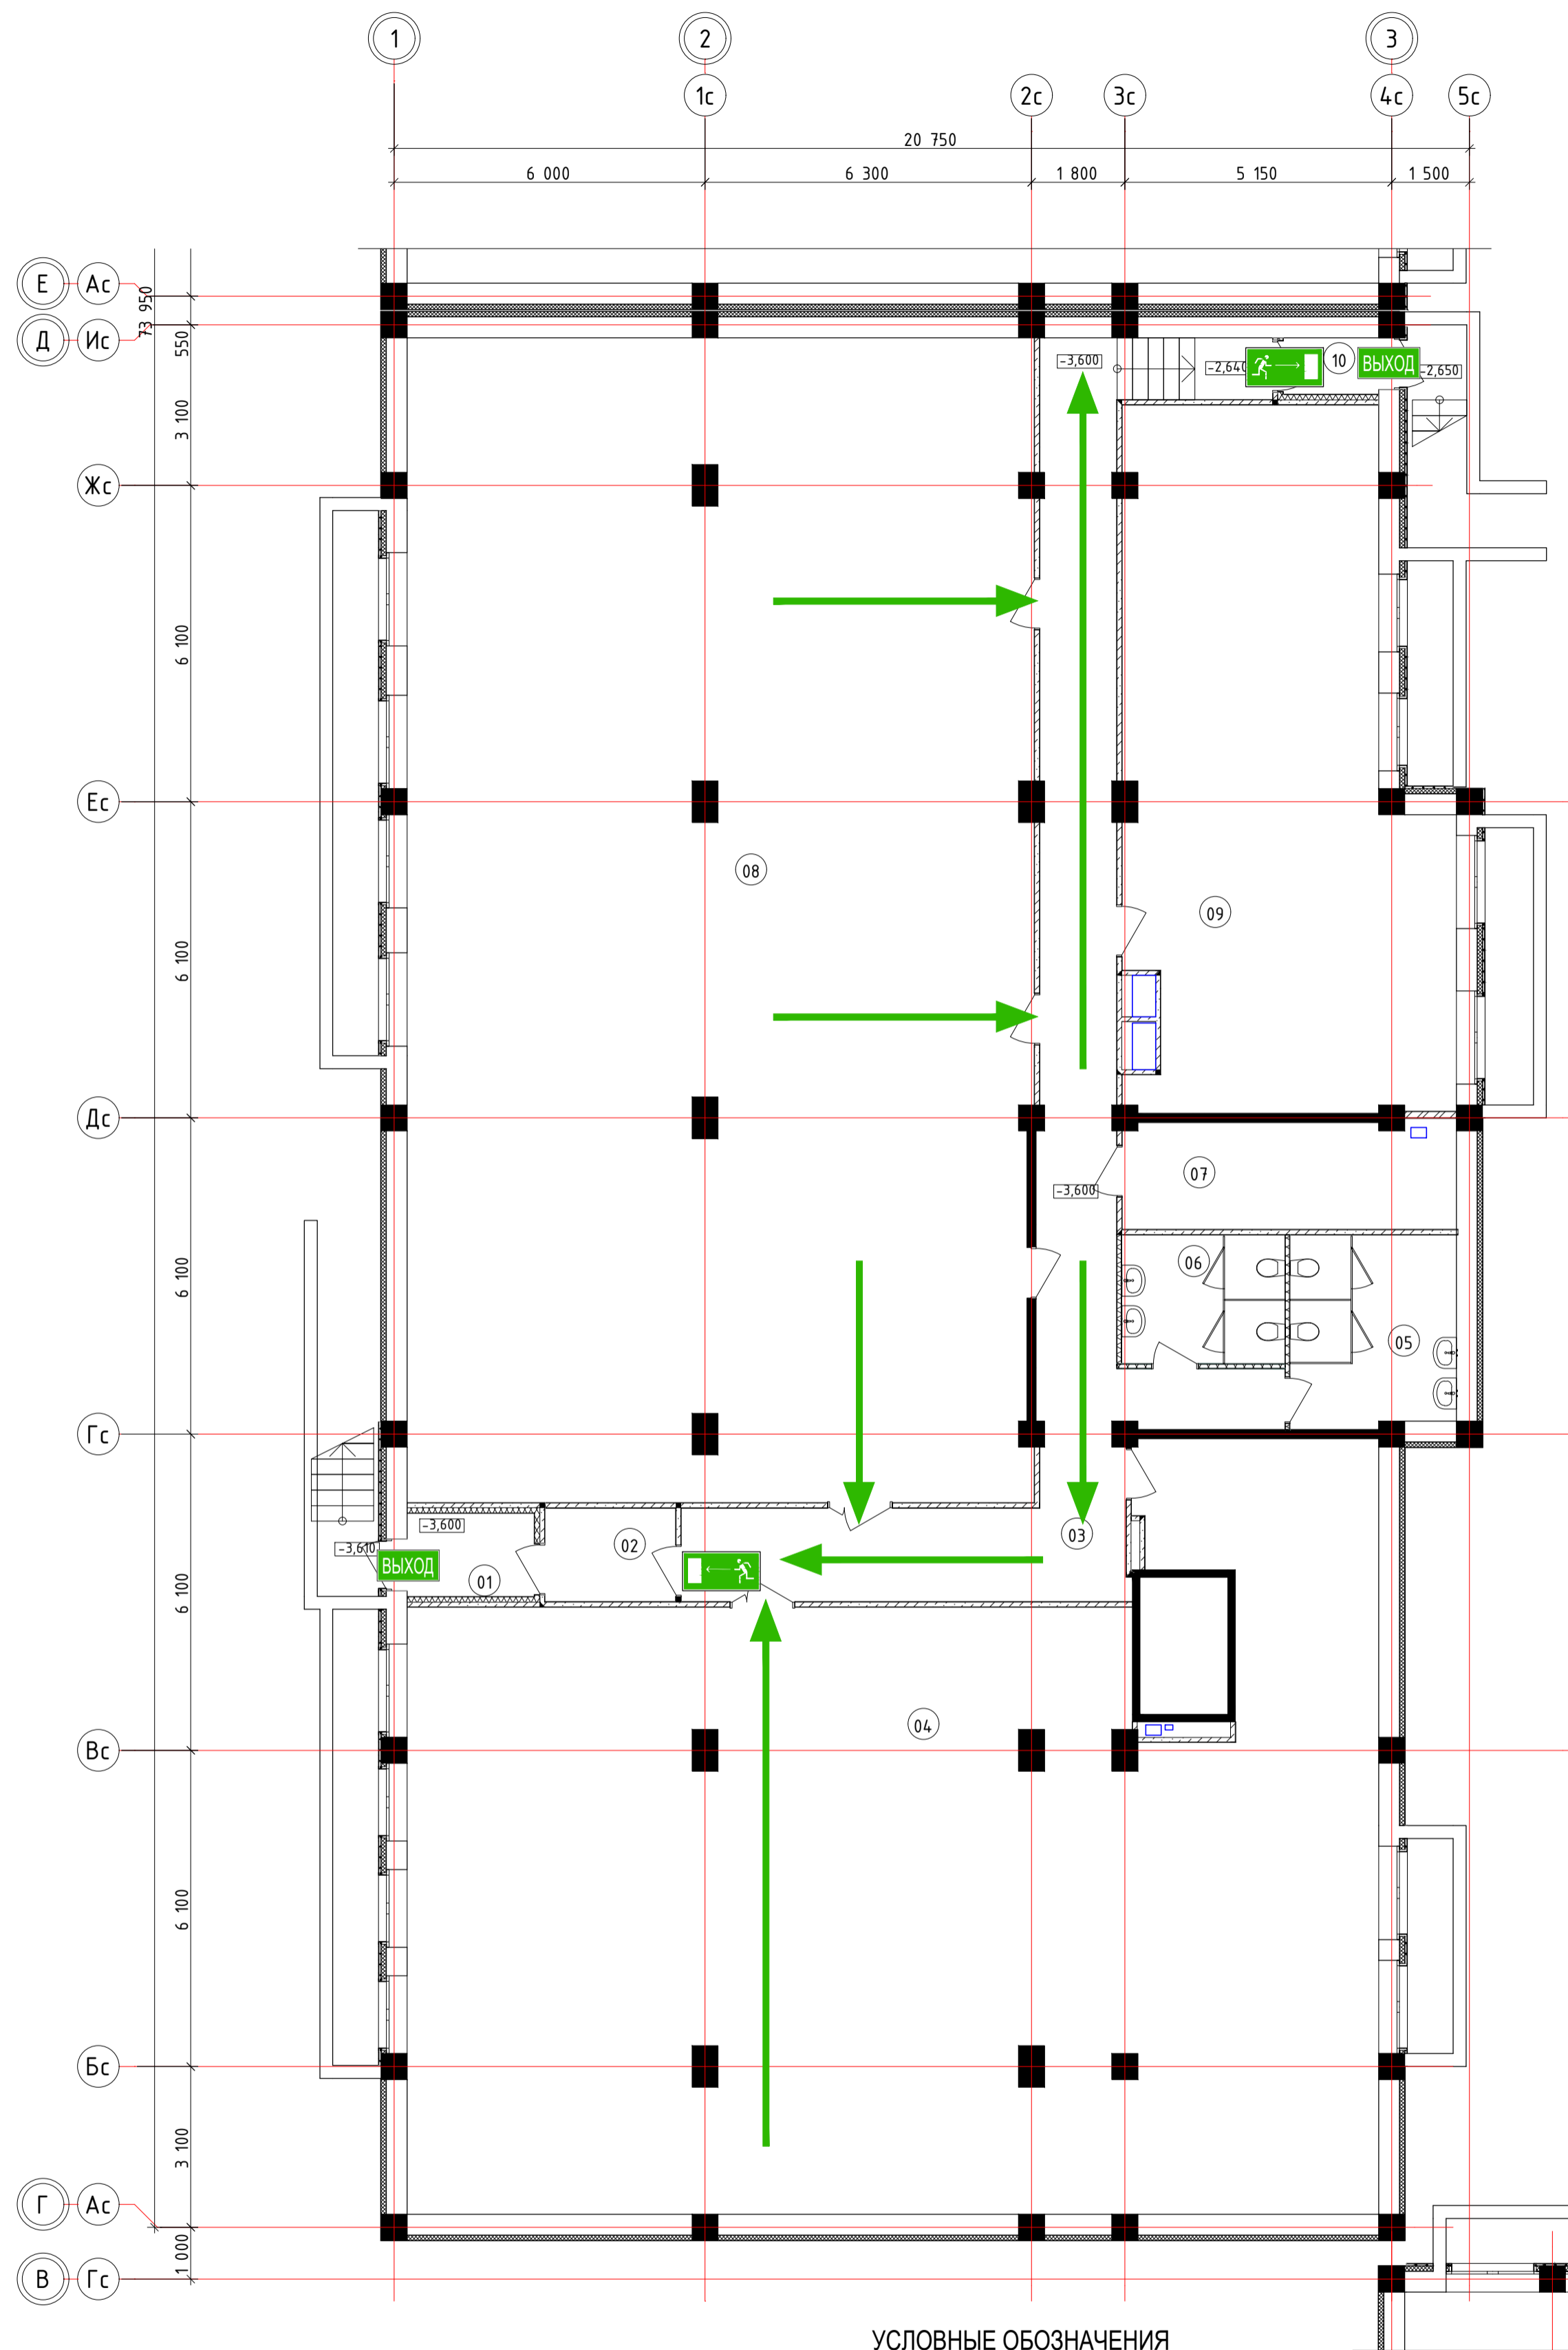 1 2 3
1с 2с 3с 4с 5с
20 750
6 000 6 300 1 800 5 150 1 500
Е Ас
73 950
Д Ис
550
-3,600
-2,640
10
ВЫХОД
-2,650
3 100
Жс
6 100
Ес
08
09
6 100
Дс
07
-3,600
06
6 100
05
Гс
-3,600
03
02
-3,610
ВЫХОД
01
6 100
04
Вс
6 100
Бс
3 100
Г Ас
1 000
В Гс
УСЛОВНЫЕ ОБОЗНАЧЕНИЯ